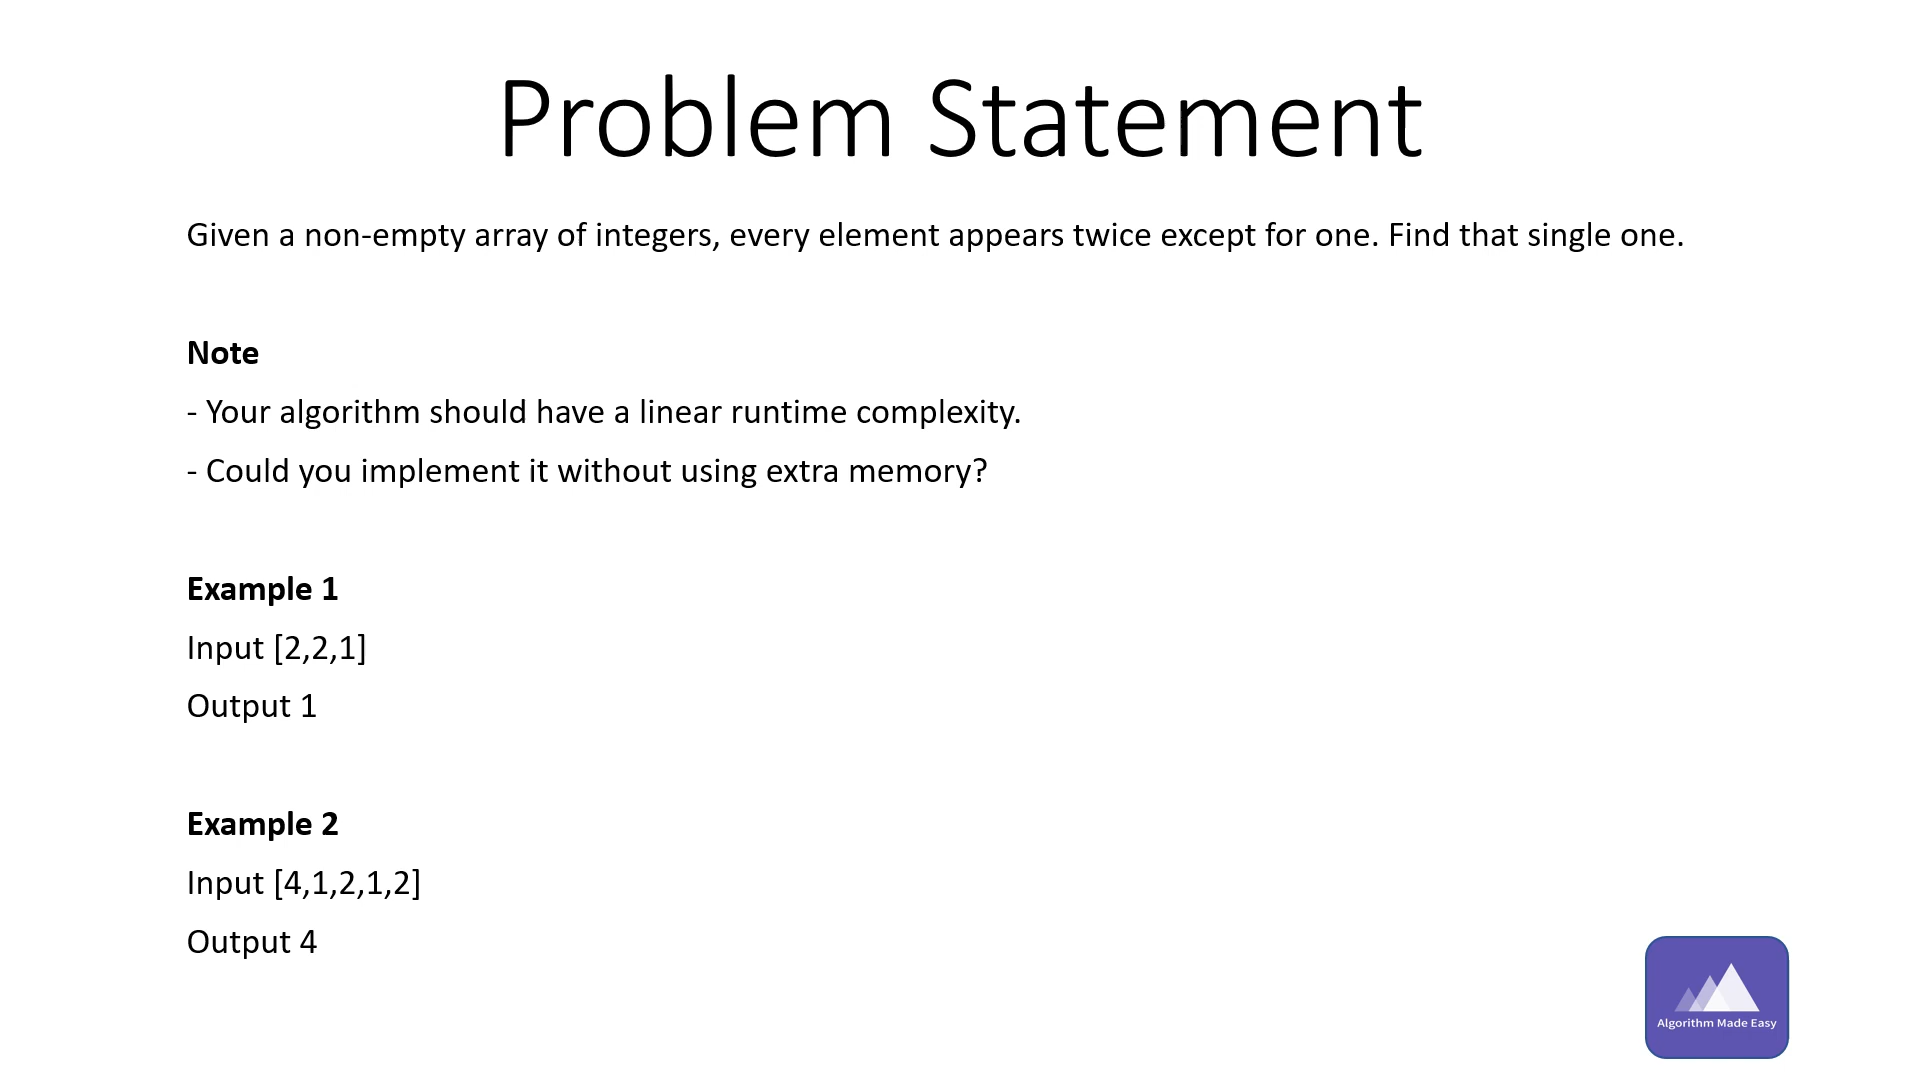 Problem Statement
Given a non-empty array of integers, every element appears twice except for one. Find that single one.
Note
- Your algorithm should have a linear runtime complexity.
- Could you implement it without using extra memory?
Example 1
Input [2,2,1]
Output 1
Example 2
Input [4,1,2,1,2]
Output 4
Algorithm Made Easy